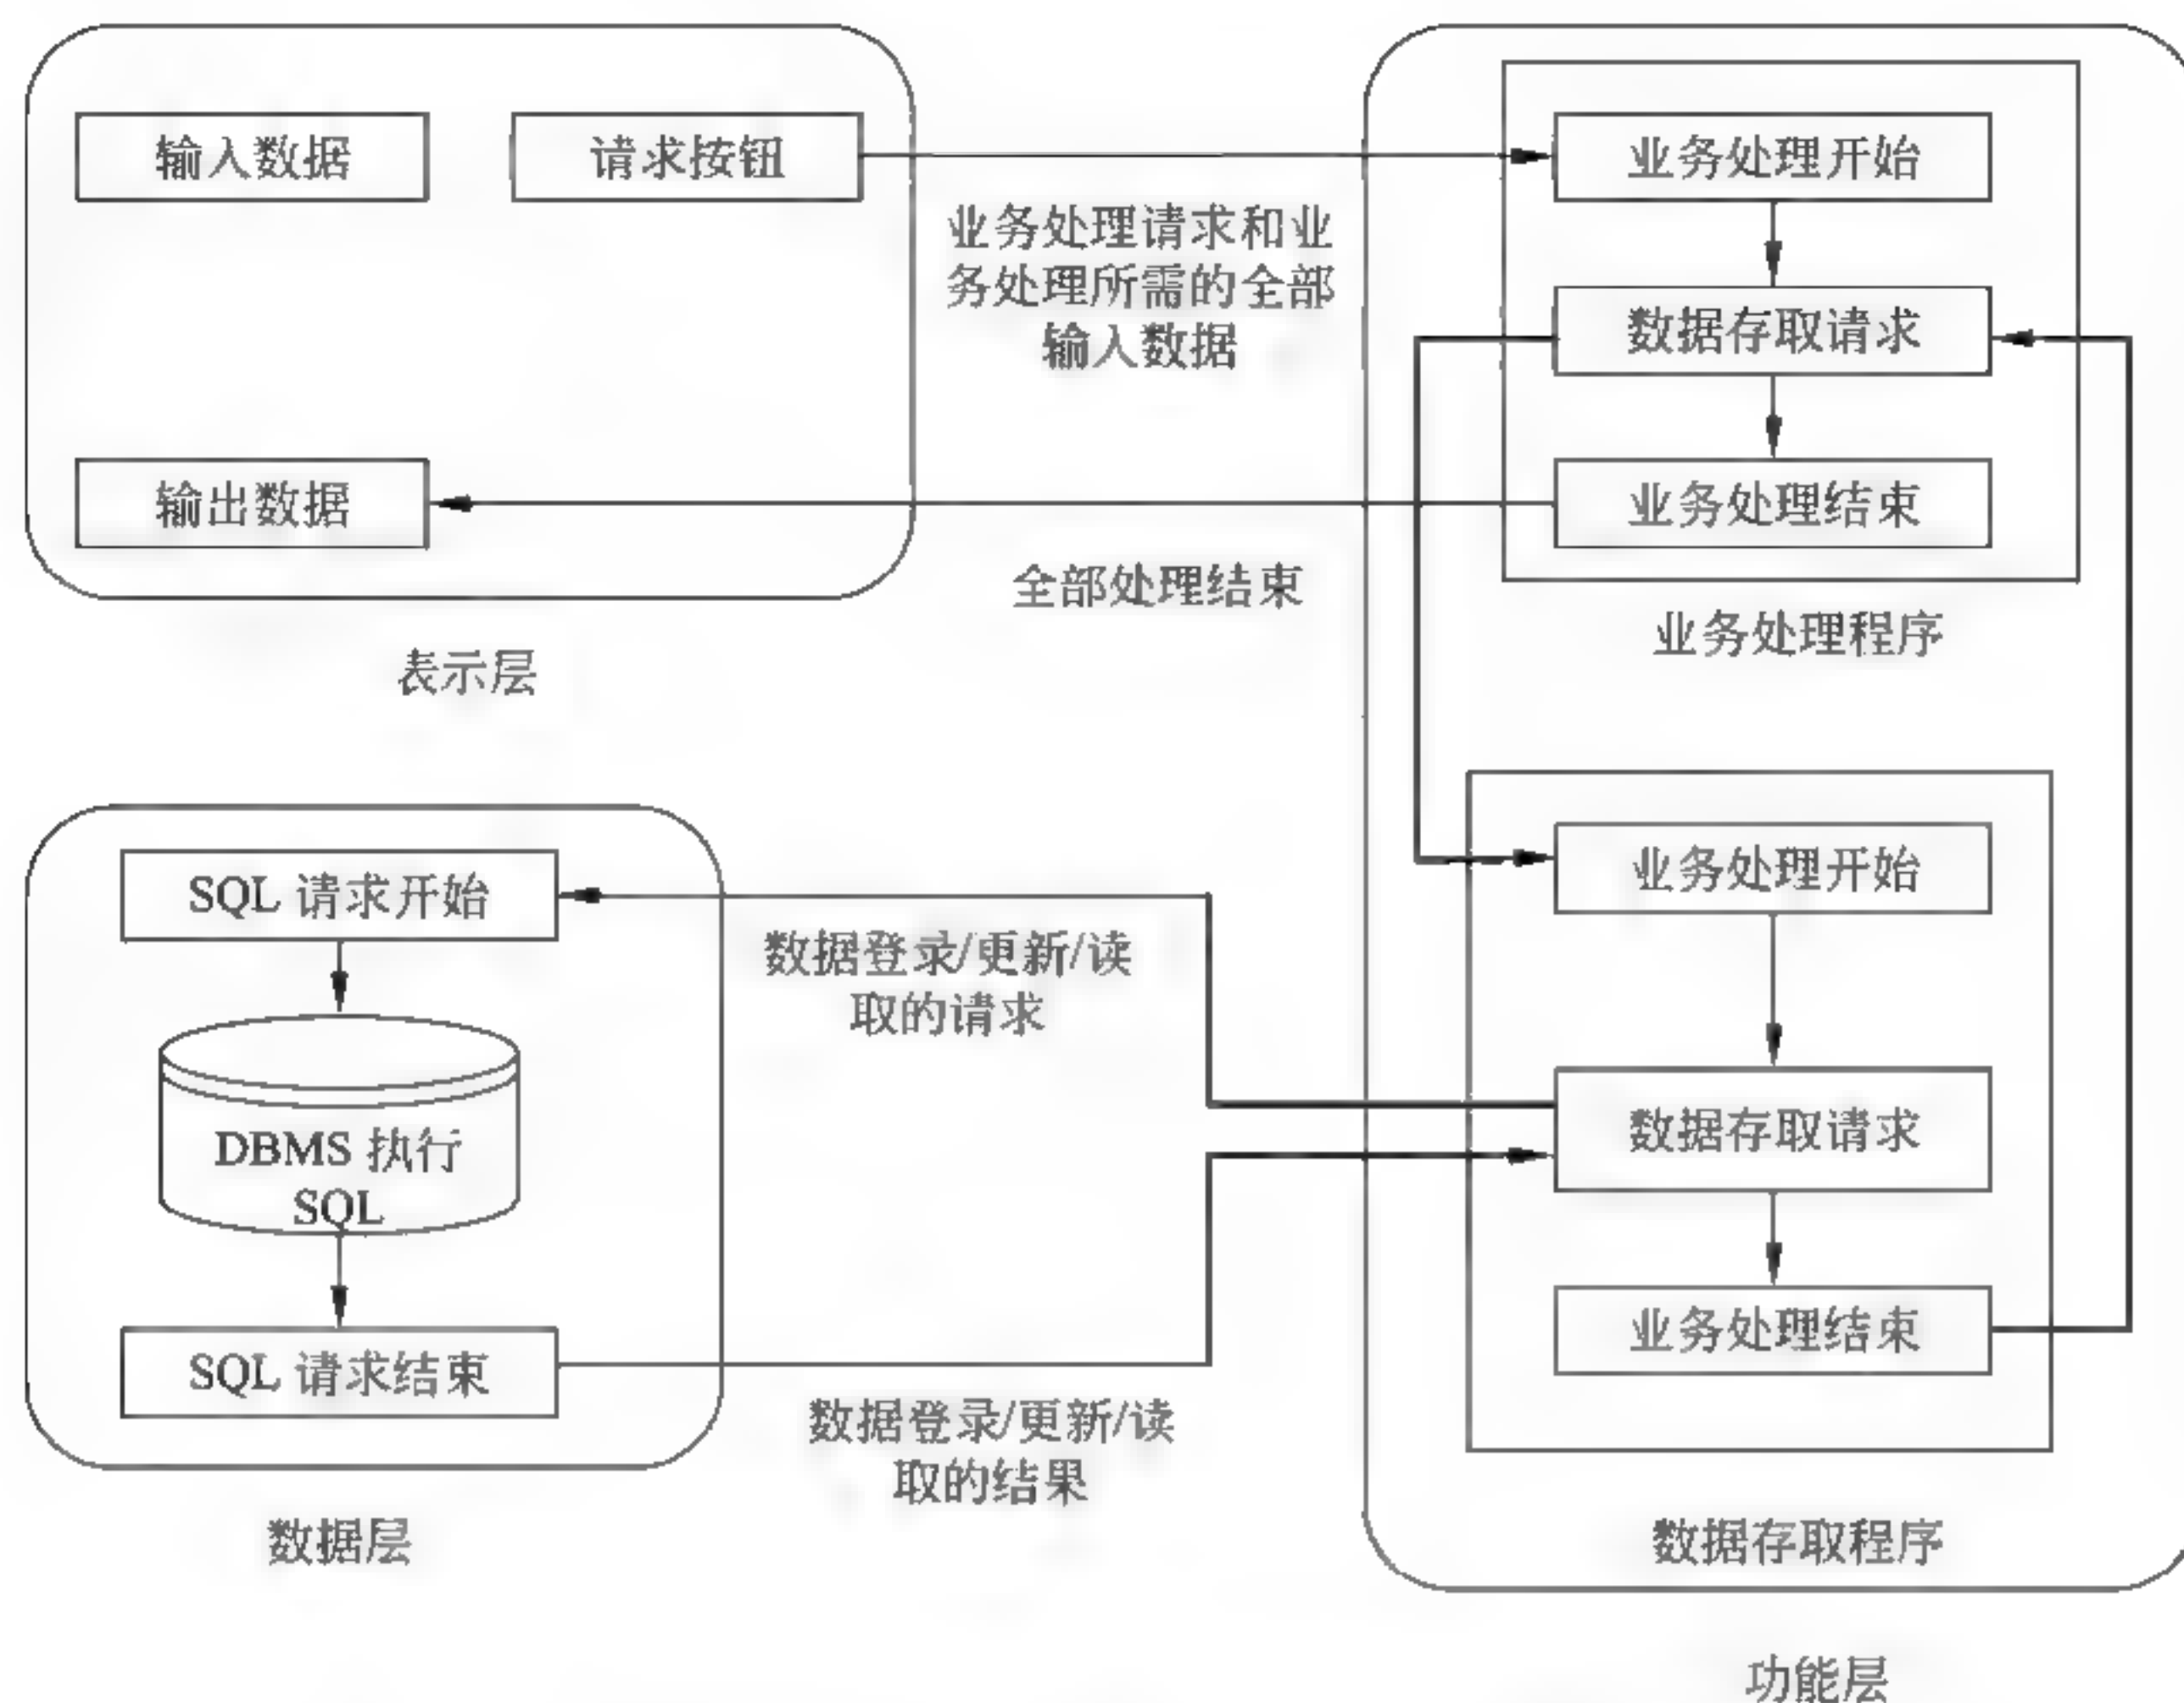 输入数据
请求按钮
业务处理请求和业
务处理所需的全部
输入数据
输出数据
全部处理结束
表示层
业务处理开始
数据存取请求
业务处理结束
业务处理程序
SQL 请求开始
DBMS 执行
SQL
SQL 请求结束
数据层
数据登录/更新/读
取的请求
数据登录/更新/读
取的结果
业务处理开始
数据存取请求
业务处理结束
数据存取程序
功能层